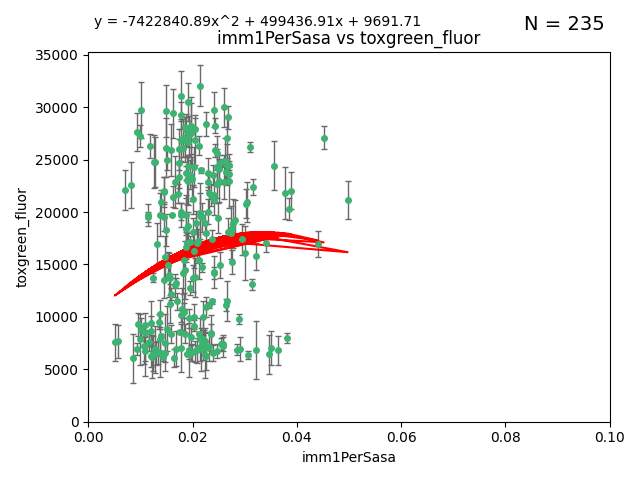 y = -7422840.89x^2 + 499436.91x + 9691.71
N = 235
imm1PerSasa vs toxgreen_fluor
toxgreen_fluor
35000
30000
25000
20000
15000
10000
5000
0
0.00 0.02 0.04 0.06 0.08 0.10
imm1PerSasa